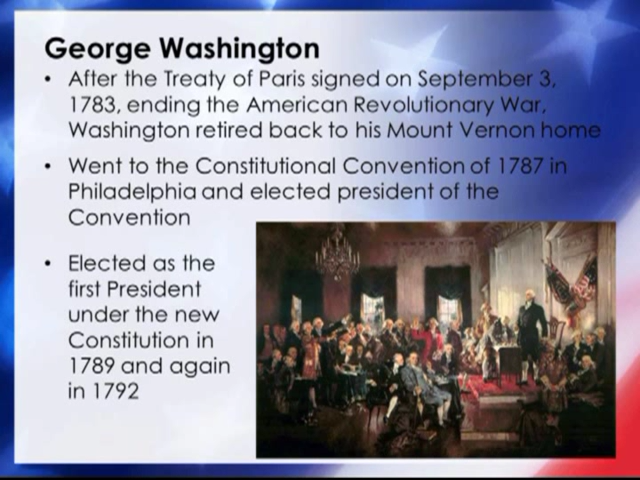 George Washington
• After the Treaty of Paris signed on September 3,
1783, ending the American Revolutionary War,
Washington retired back to his Mount Vernon home
• Went to the Constitutional Convention of 1787 in
Philadelphia and elected president of the
Convention
• Elected as the
first President
under the new
Constitution in
1789 and again
in 1792